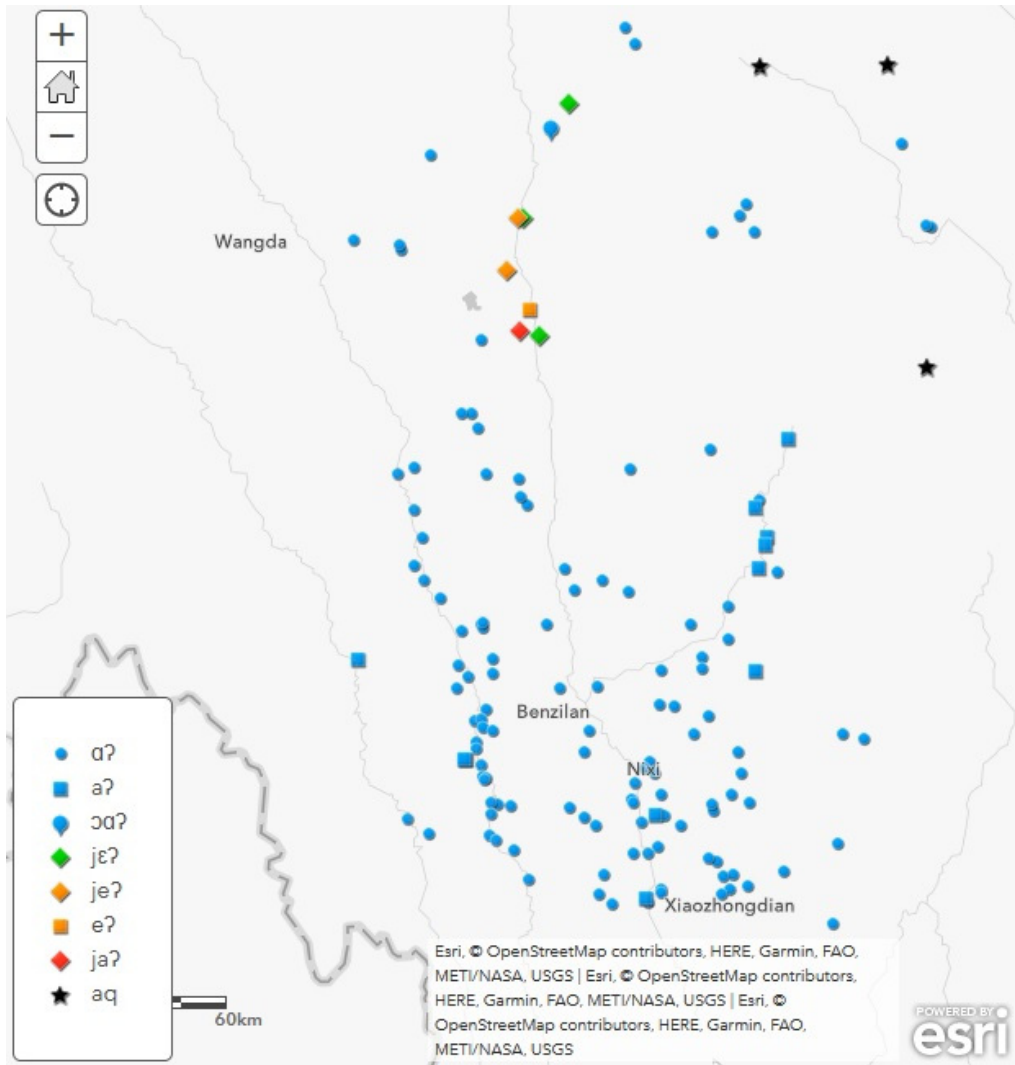 +
−
Wangda
Benzilan
Nixi
Xiaozhongdian
ɑʔ
aʔ
ɔɑʔ
jɛʔ
jeʔ
eʔ
jaʔ
aq
60km
Esri, © OpenStreetMap contributors, HERE, Garmin, FAO,
METI/NASA, USGS | Esri, © OpenStreetMap contributors,
HERE, Garmin, FAO, METI/NASA, USGS | Esri, ©
OpenStreetMap contributors, HERE, Garmin, FAO,
METI/NASA, USGS
POWERED BY
esri